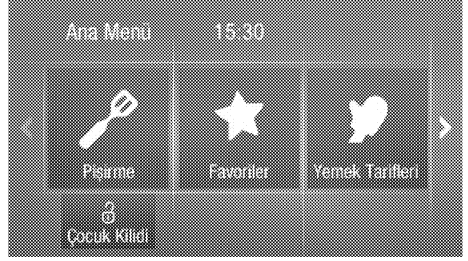 Ana Menü 15:30
Pişirme Favoriler Yemek Tarifleri
Çocuk Kilidi